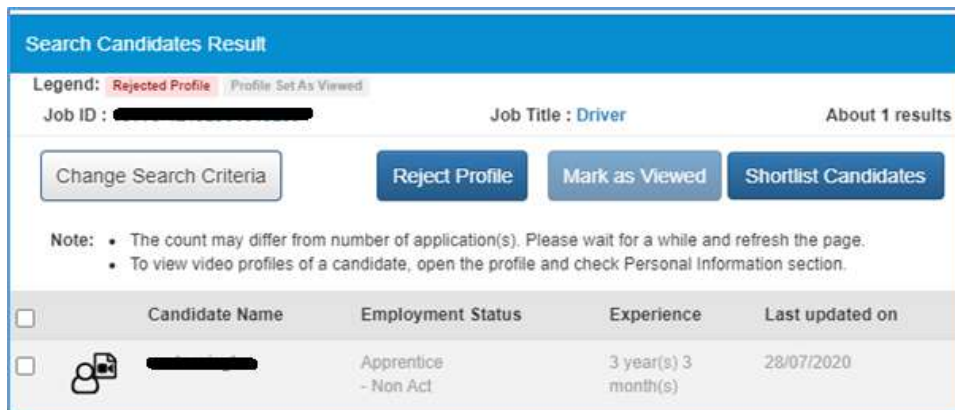 Search Candidates Result
Legend: Rejected Profile Profile Set As Viewed
Job ID : Job Title : Driver About 1 results
Change Search Criteria Reject Profile Mark as Viewed Shortlist Candidates
Note: • The count may differ from number of application(s). Please wait for a while and refresh the page.
• To view video profiles of a candidate, open the profile and check Personal Information section.
Candidate Name Employment Status Experience Last updated on
Apprentice 3 year(s) 3 28/07/2020
- Non Act month(s)